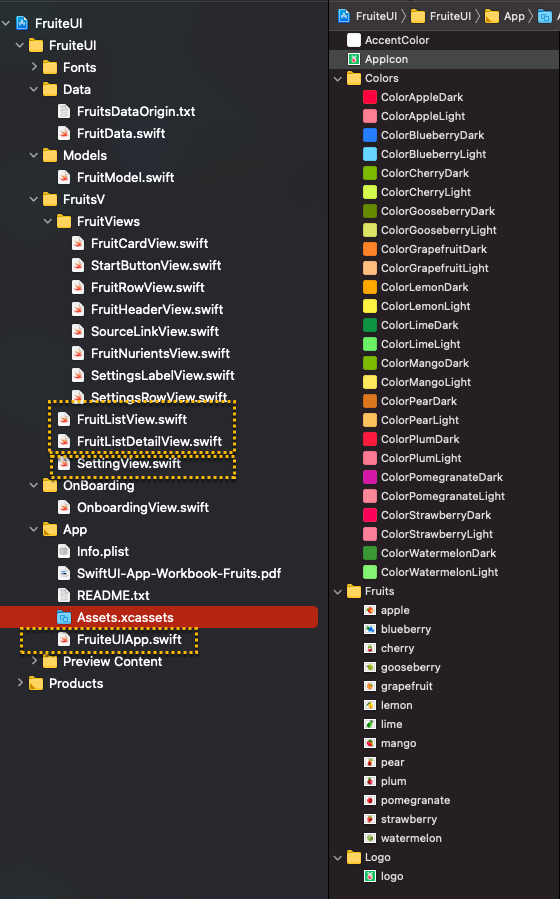 FruiteUI
FruiteUI
Fonts
Data
FruitsDataOrigin.txt
FruitData.swift
Models
FruitModel.swift
FruitsV
FruitViews
FruitCardView.swift
StartButtonView.swift
FruitRowView.swift
FruitHeaderView.swift
SourceLinkView.swift
FruitNurientsView.swift
SettingsLabelView.swift
SettingsRowView.swift
FruitListView.swift
FruitListDetailView.swift
SettingView.swift
OnBoarding
OnboardingView.swift
App
Info.plist
SwiftUI-App-Workbook-Fruits.pdf
README.txt
Assets.xcassets
FruiteUIApp.swift
Preview Content
Products
FruiteUI FruiteUI App
AccentColor
AppIcon
Colors
ColorAppleDark
ColorAppleLight
ColorBlueberryDark
ColorBlueberryLight
ColorCherryDark
ColorCherryLight
ColorGooseberryDark
ColorGooseberryLight
ColorGrapefruitDark
ColorGrapefruitLight
ColorLemonDark
ColorLemonLight
ColorLimeDark
ColorLimeLight
ColorMangoDark
ColorMangoLight
ColorPearDark
ColorPearLight
ColorPlumDark
ColorPlumLight
ColorPomegranateDark
ColorPomegranateLight
ColorStrawberryDark
ColorStrawberryLight
ColorWatermelonDark
ColorWatermelonLight
Fruits
apple
blueberry
cherry
gooseberry
grapefruit
lemon
lime
mango
pear
plum
pomegranate
strawberry
watermelon
Logo
logo